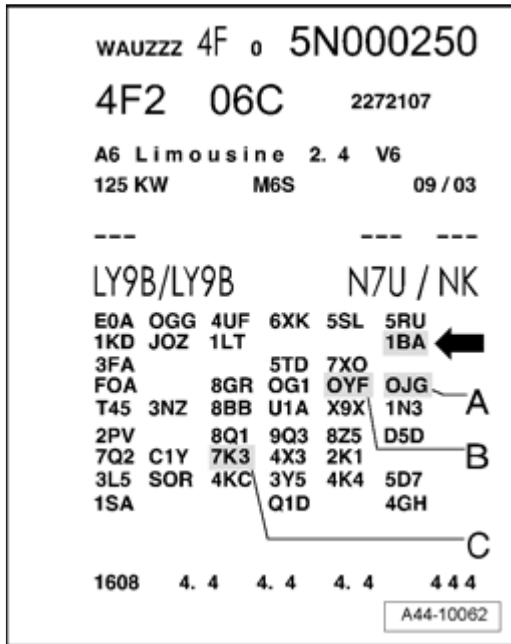 WAUZZZ 4F 0 5N000250
4F2 06C 2272107
A6 Limousine 2. 4 V6
125 KW M6S 09 / 03
--- --- ---
LY9B/LY9B N7U / NK
E0A OGG 4UF 6XK 5SL 5RU
1KD JOZ 1LT 1BA
3FA 5TD 7XO
FOA 8GR OG1 OYF OJG A
T45 3NZ 8BB U1A X9X 1N3
2PV 8Q1 9Q3 8Z5 D5D B
7Q2 C1Y 7K3 4X3 2K1
3L5 SOR 4KC 3Y5 4K4 5D7
1SA Q1D 4GH
C
1608 4. 4 4. 4 4. 4 4 4 4
A44-10062